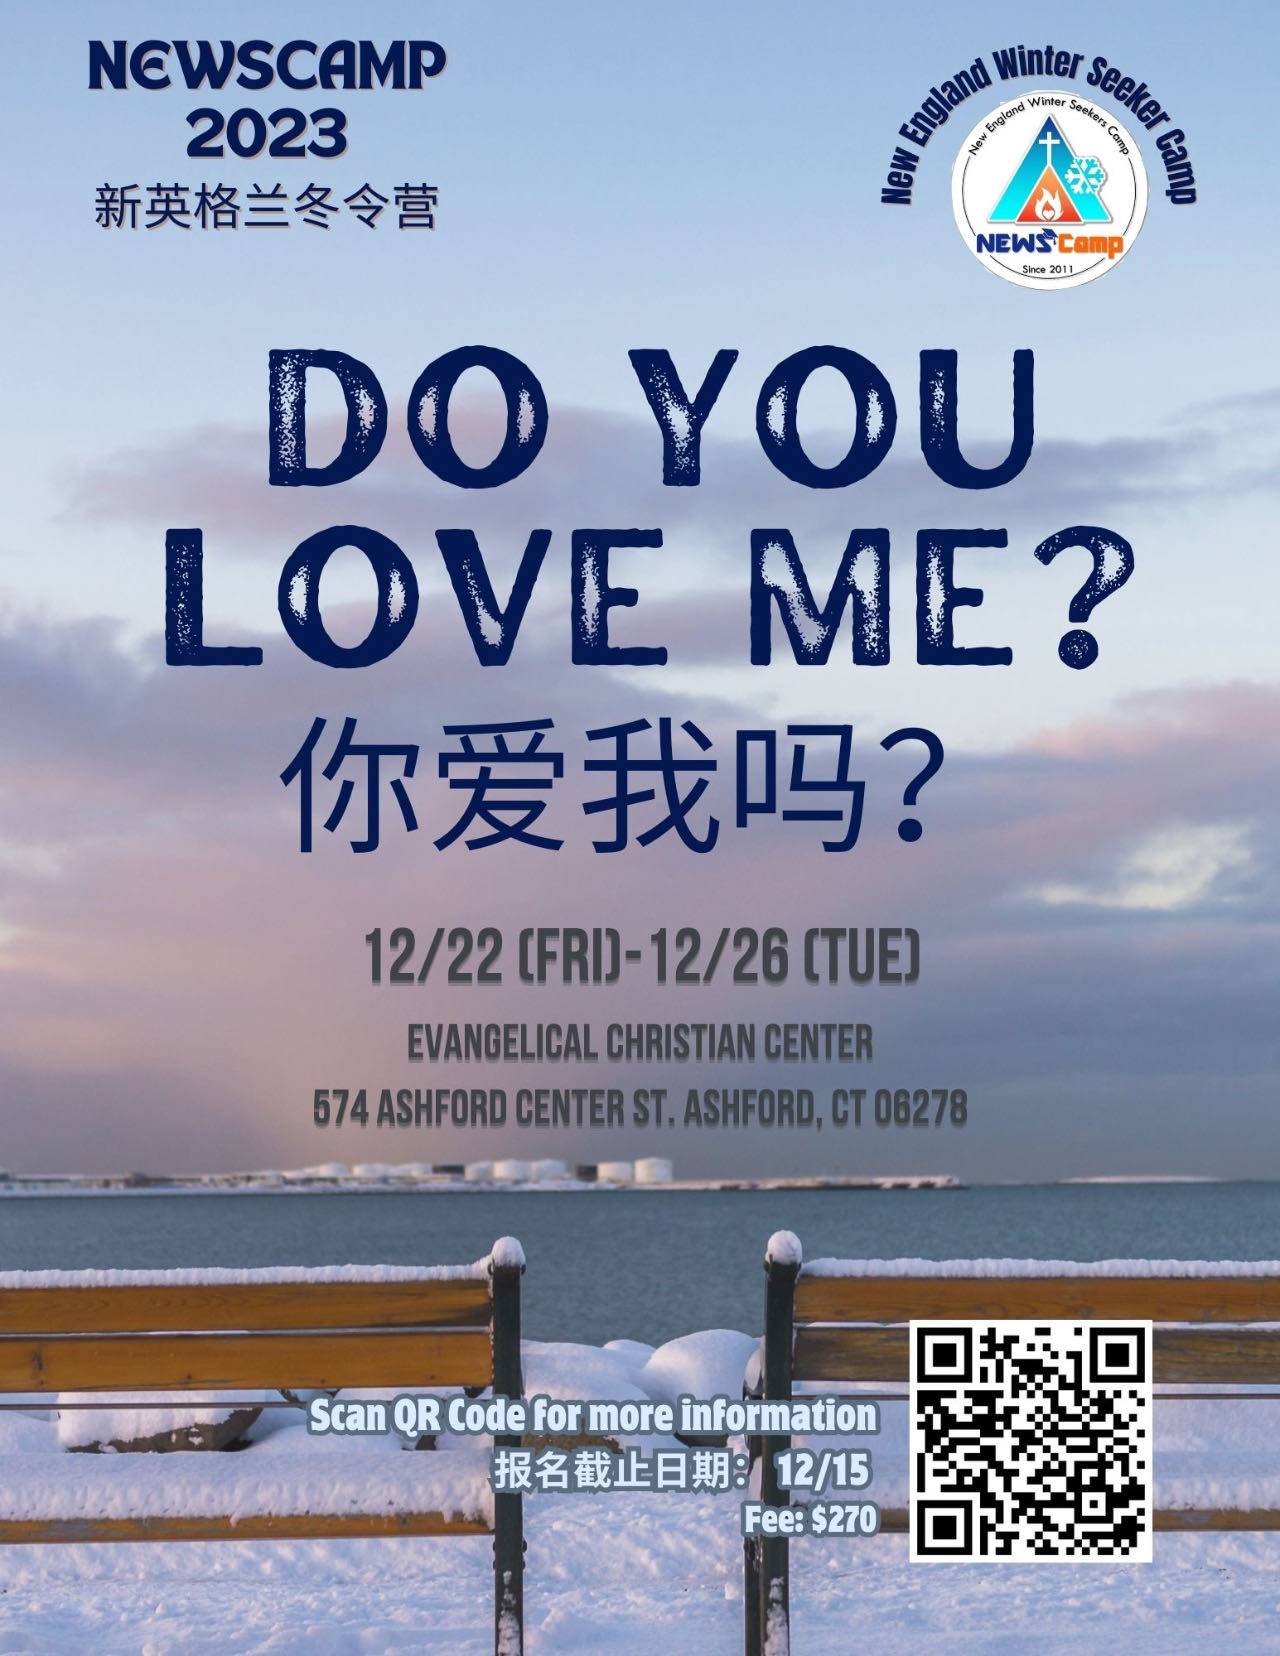 NEWSCAMP
2023
新英格兰冬令营
New England Winter Seeker Camp
New England Winter Seekers Camp
NEWS Camp
Since 2011
DO YOU
LOVE ME?
你爱我吗？
12/22 (FRI)-12/26 (TUE)
EVANGELICAL CHRISTIAN CENTER
574 ASHFORD CENTER ST. ASHFORD, CT 06278
Scan QR Code for more information
报名截止日期： 12/15
Fee: $270